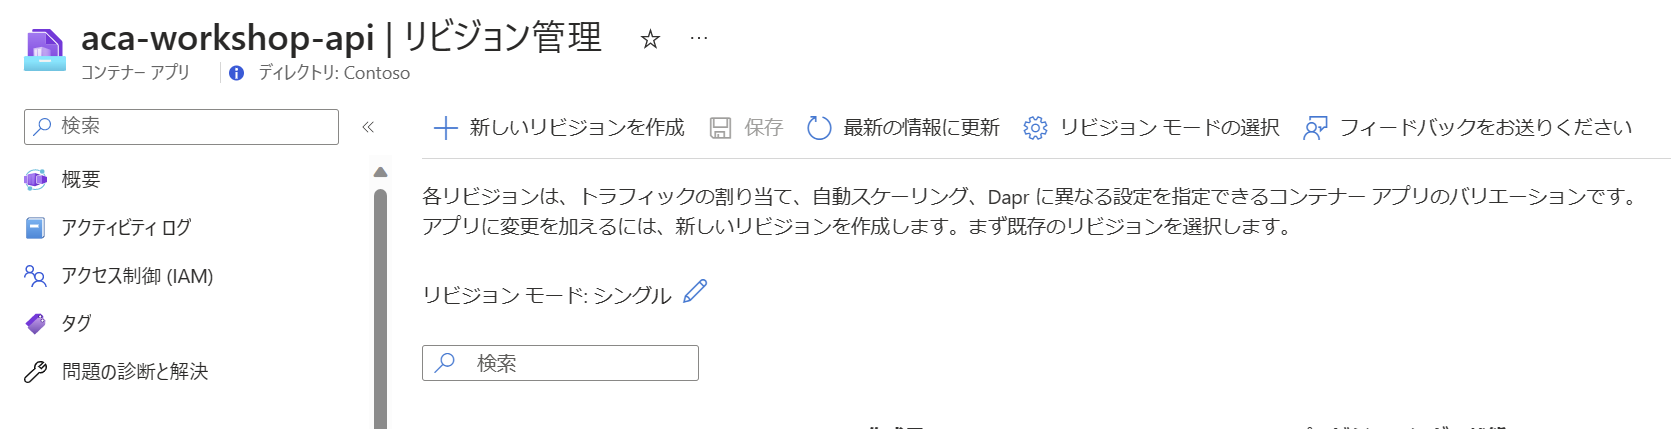 aca-workshop-api | リビジョン管理
コンテナー アプリ ディレクトリ: Contoso
検索
新しいリビジョンを作成 保存 最新の情報に更新 リビジョン モードの選択 フィードバックをお送りください
概要
アクティビティ ログ
アクセス制御 (IAM)
タグ
問題の診断と解決
各リビジョンは、トラフィックの割り当て、自動スケーリング、Dapr に異なる設定を指定できるコンテナー アプリのバリエーションです。
アプリに変更を加えるには、新しいリビジョンを作成します。まず既存のリビジョンを選択します。
リビジョン モード: シングル
検索